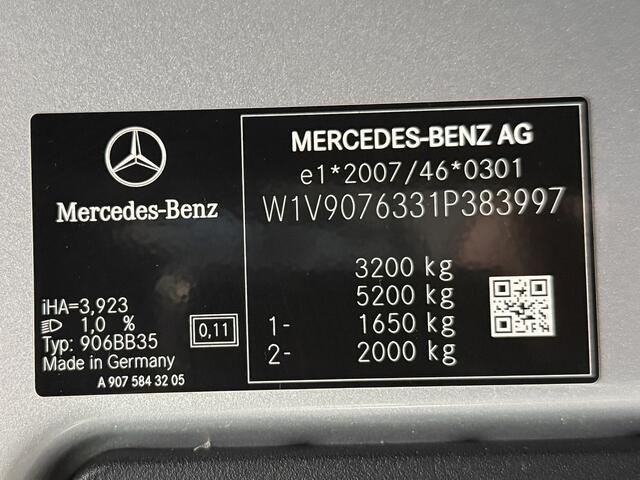 Mercedes-Benz
iHA=3,923
1,0 %
Typ: 906BB35
Made in Germany
A 907 584 32 05
0,11
MERCEDES-BENZ AG
e1*2007/46*0301
W1V9076331P383997
3200 kg
5200 kg
1- 1650 kg
2- 2000 kg